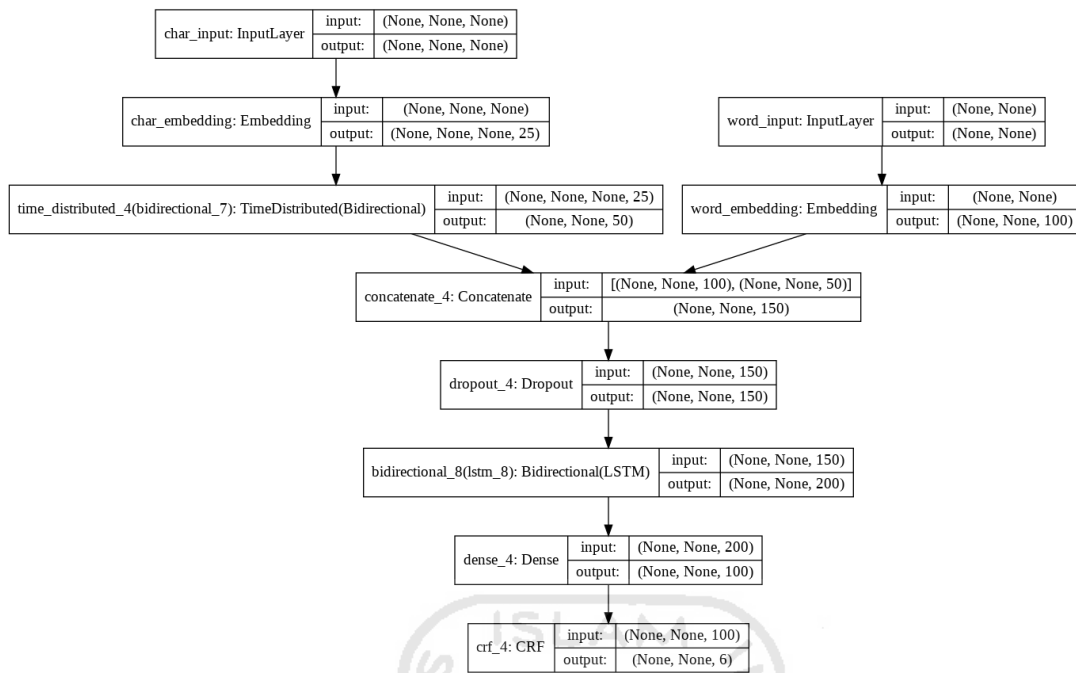 char_input: InputLayer input: (None, None, None)
output: (None, None, None)
char_embedding: Embedding input: (None, None, None)
output: (None, None, None, 25)
word_input: InputLayer input: (None, None)
output: (None, None)
time_distributed_4(bidirectional_7): TimeDistributed(Bidirectional) input: (None, None, None, 25)
output: (None, None, 50)
word_embedding: Embedding input: (None, None)
output: (None, None, 100)
concatenate_4: Concatenate input: [(None, None, 100), (None, None, 50)]
output: (None, None, 150)
dropout_4: Dropout input: (None, None, 150)
output: (None, None, 150)
bidirectional_8(lstm_8): Bidirectional(LSTM) input: (None, None, 150)
output: (None, None, 200)
dense_4: Dense input: (None, None, 200)
output: (None, None, 100)
ISLAM
crf_4: CRF input: (None, None, 100)
output: (None, None, 6)